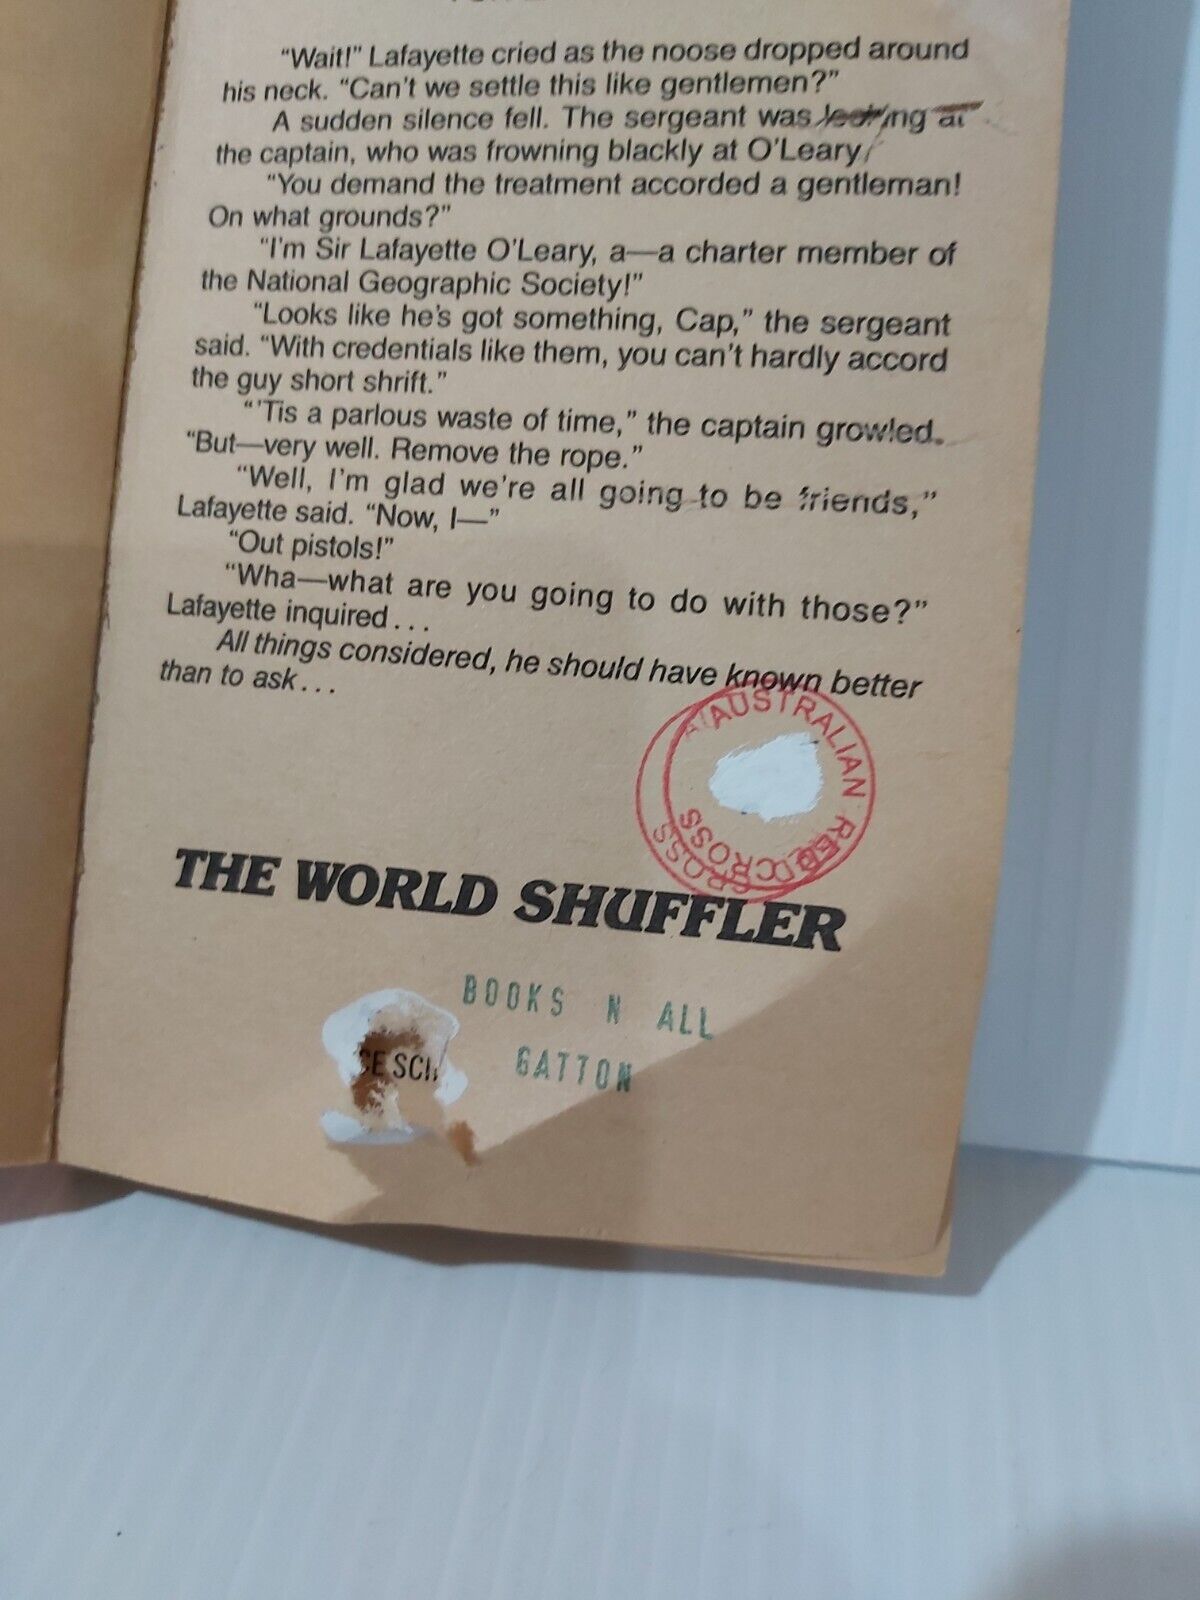 “Wait!” Lafayette cried as the noose dropped around
his neck. “Can’t we settle this like gentlemen?”
A sudden silence fell. The sergeant was looking at
the captain, who was frowning blackly at O’Leary.
“You demand the treatment accorded a gentleman!
On what grounds?”
“I’m Sir Lafayette O’Leary, a—a charter member of
the National Geographic Society!”
“Looks like he’s got something, Cap,” the sergeant
said. “With credentials like them, you can’t hardly accord
the guy short shrift.”
“’Tis a parlous waste of time,” the captain growled.
“But—very well. Remove the rope.”
“Well, I’m glad we’re all going to be friends,”
Lafayette said. “Now, I—”
“Out pistols!”
“Wha—what are you going to do with those?”
Lafayette inquired...
All things considered, he should have known better
than to ask...
AUSTRALIAN RED CROSS
CROSS
THE WORLD SHUFFLER
BOOKS N ALL
GATTON
CE SCI